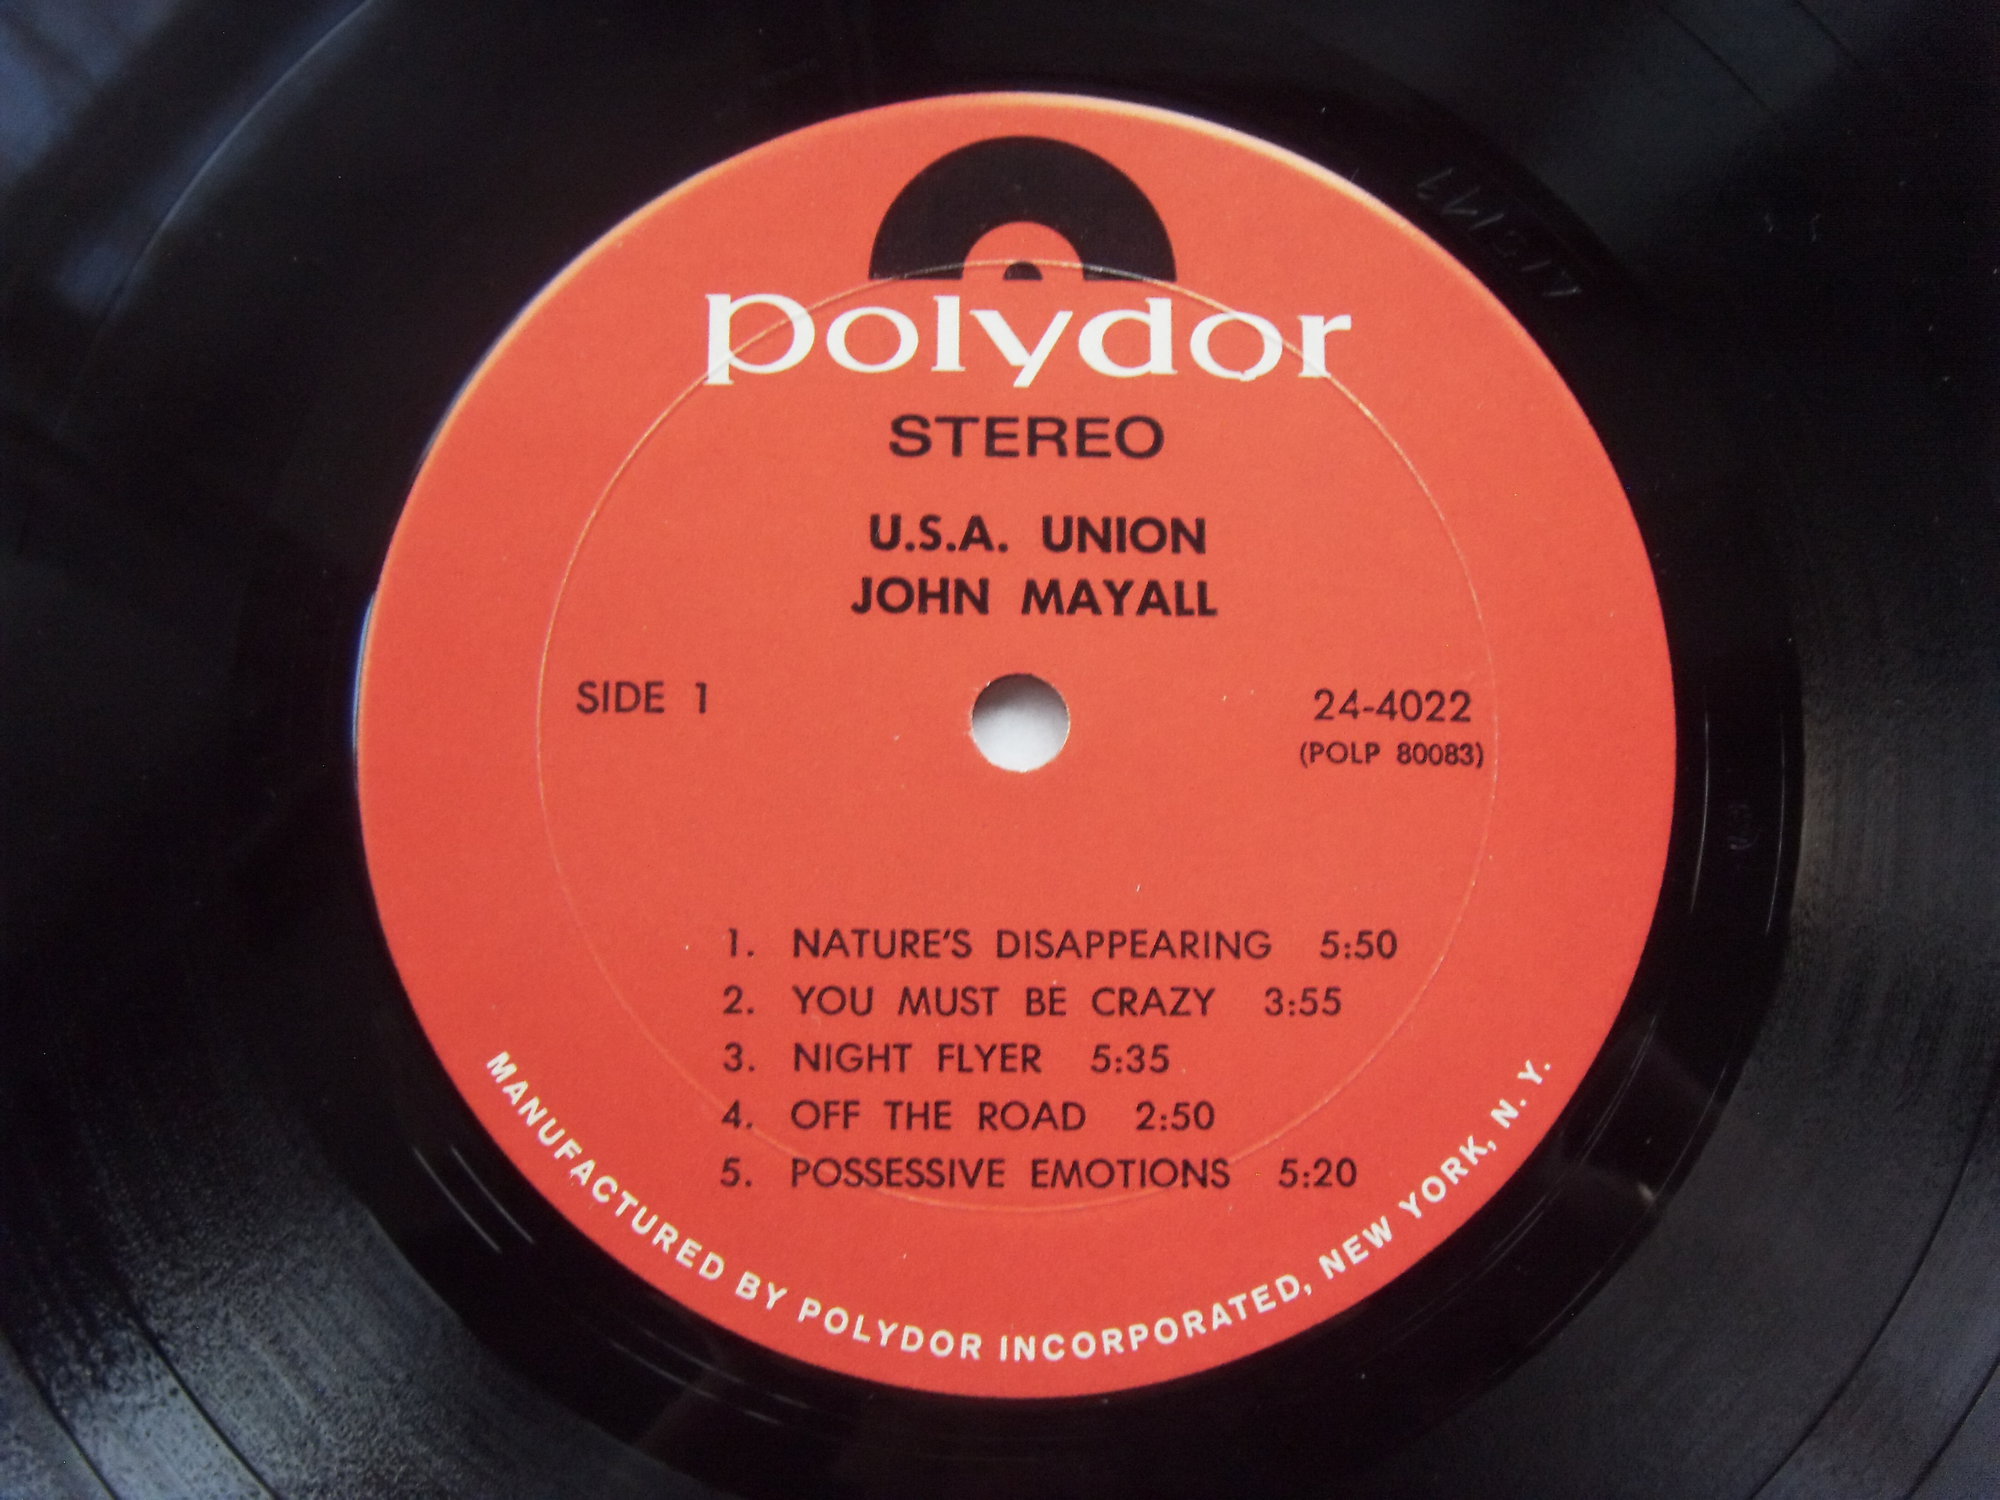 polydor
STEREO
U.S.A. UNION
JOHN MAYALL
SIDE 1
24-4022
(POLP 80083)
1. NATURE'S DISAPPEARING 5:50
2. YOU MUST BE CRAZY 3:55
3. NIGHT FLYER 5:35
4. OFF THE ROAD 2:50
5. POSSESSIVE EMOTIONS 5:20
MANUFACTURED BY POLYDOR INCORPORATED, NEW YORK, N. Y.